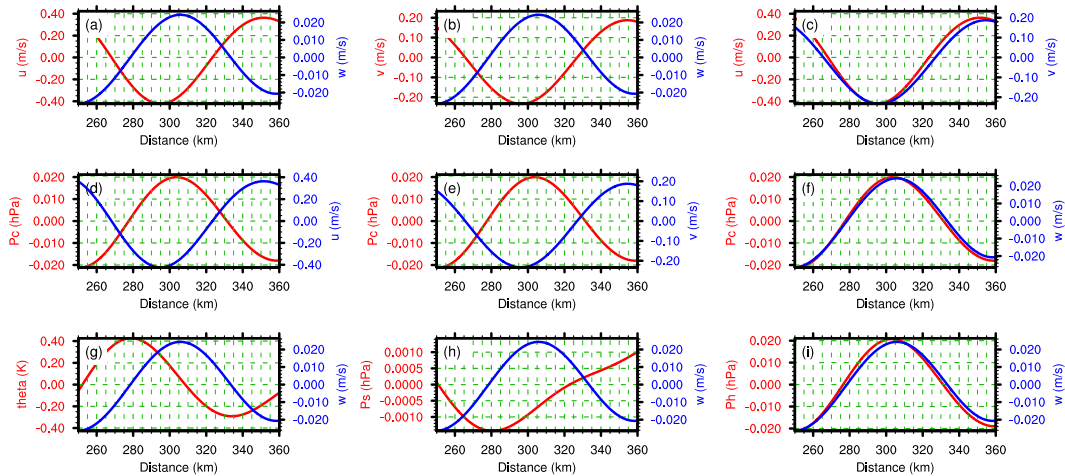 (a) (b) (c)
0.40 0.20 0.00 -0.20 -0.40
u (m/s)
0.020 0.010 0.000 -0.010 -0.020
w (m/s)
260 280 300 320 340 360
Distance (km)
0.20 0.10 0.00 -0.10 -0.20
v (m/s)
0.020 0.010 0.000 -0.010 -0.020
w (m/s)
260 280 300 320 340 360
Distance (km)
0.40 0.20 0.00 -0.20 -0.40
u (m/s)
0.20 0.10 0.00 -0.10 -0.20
v (m/s)
260 280 300 320 340 360
Distance (km)
(d) (e) (f)
0.020 0.010 0.000 -0.010 -0.020
Pc (hPa)
0.40 0.20 0.00 -0.20 -0.40
u (m/s)
260 280 300 320 340 360
Distance (km)
0.020 0.010 0.000 -0.010 -0.020
Pc (hPa)
0.20 0.10 0.00 -0.10 -0.20
v (m/s)
260 280 300 320 340 360
Distance (km)
0.020 0.010 0.000 -0.010 -0.020
Pc (hPa)
0.020 0.010 0.000 -0.010 -0.020
w (m/s)
260 280 300 320 340 360
Distance (km)
(g) (h) (i)
0.40 0.20 0.00 -0.20 -0.40
theta (K)
0.020 0.010 0.000 -0.010 -0.020
w (m/s)
260 280 300 320 340 360
Distance (km)
0.0010 0.0005 0.0000 -0.0005 -0.0010
Ps (hPa)
0.020 0.010 0.000 -0.010 -0.020
w (m/s)
260 280 300 320 340 360
Distance (km)
0.020 0.010 0.000 -0.010 -0.020
Ph (hPa)
0.020 0.010 0.000 -0.010 -0.020
w (m/s)
260 280 300 320 340 360
Distance (km)